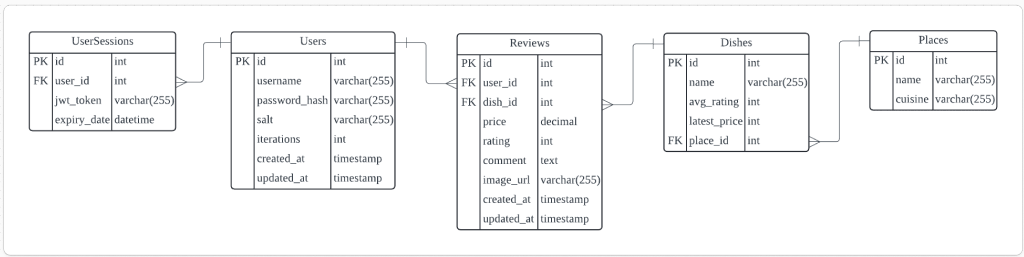 UserSessions
PK id int
FK user_id int
jwt_token varchar(255)
expiry_date datetime
Users
PK id int
username varchar(255)
password_hash varchar(255)
salt varchar(255)
iterations int
created_at timestamp
updated_at timestamp
Reviews
PK id int
FK user_id int
FK dish_id int
price decimal
rating int
comment text
image_url varchar(255)
created_at timestamp
updated_at timestamp
Dishes
PK id int
name varchar(255)
avg_rating int
latest_price int
FK place_id int
Places
PK id int
name varchar(255)
cuisine varchar(255)